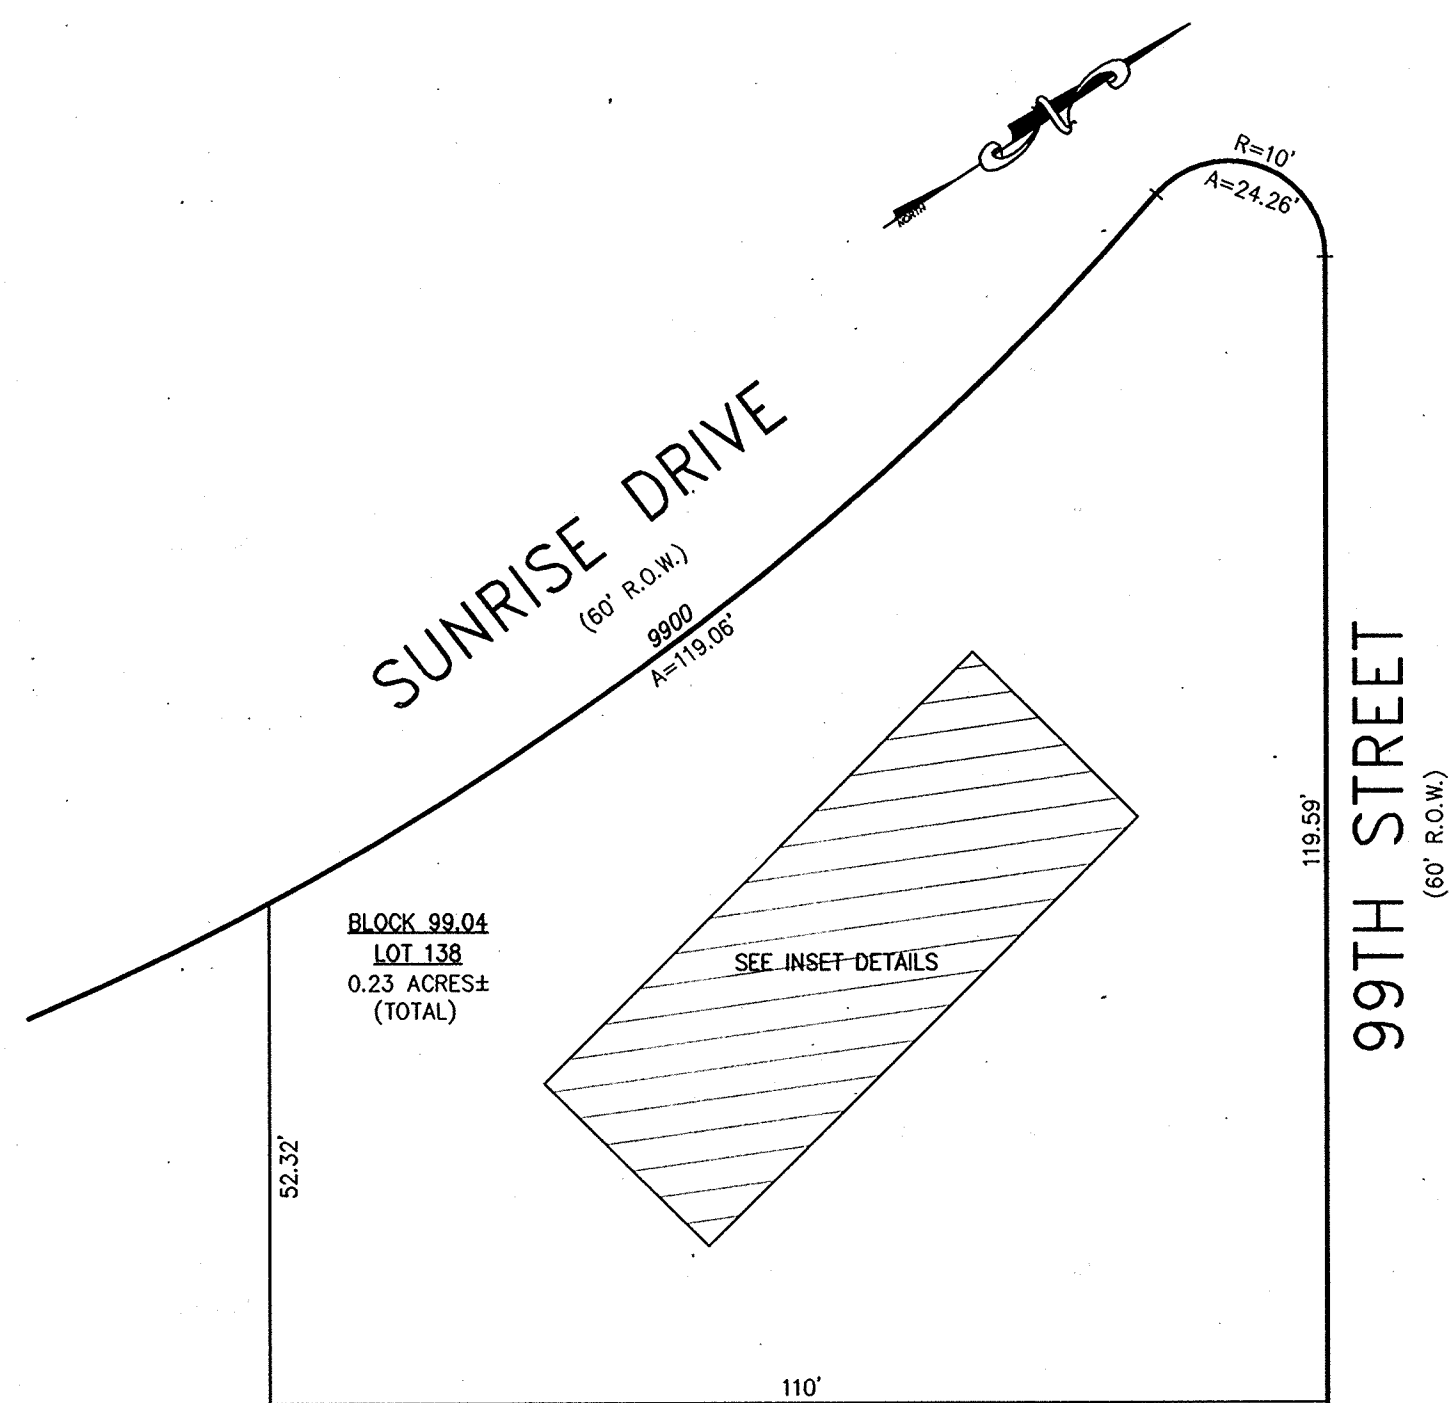 NORTH
R=10'
A=24.26'
SUNRISE DRIVE
(60' R.O.W.)
9900
A=119.06'
99TH STREET
(60' R.O.W.)
119.59'
BLOCK 99.04
LOT 138
0.23 ACRES±
(TOTAL)
SEE INSET DETAILS
52.32'
110'